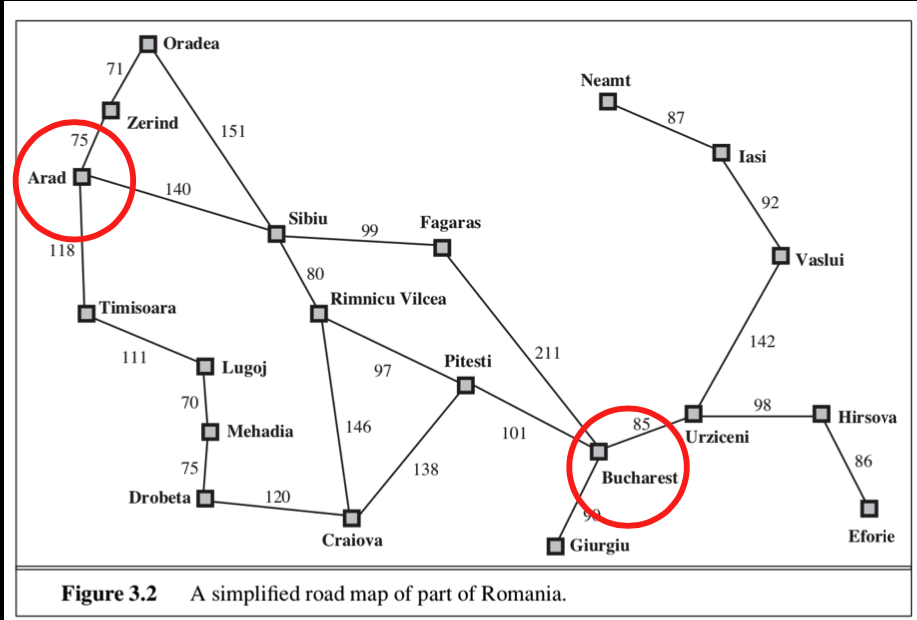 Oradea
71
Neamt
Zerind
87
75
151
Iasi
Arad
140
92
Sibiu
Fagaras
99
118
Vaslui
80
Timisoara
Rimnicu Vilcea
142
211
111
Pitesti
Lugoj
97
70
98
Hirsova
85
Urziceni
146
101
Mehadia
86
138
75
Bucharest
Drobeta
120
90
Craiova
Eforie
Giurgiu
Figure 3.2 A simplified road map of part of Romania.